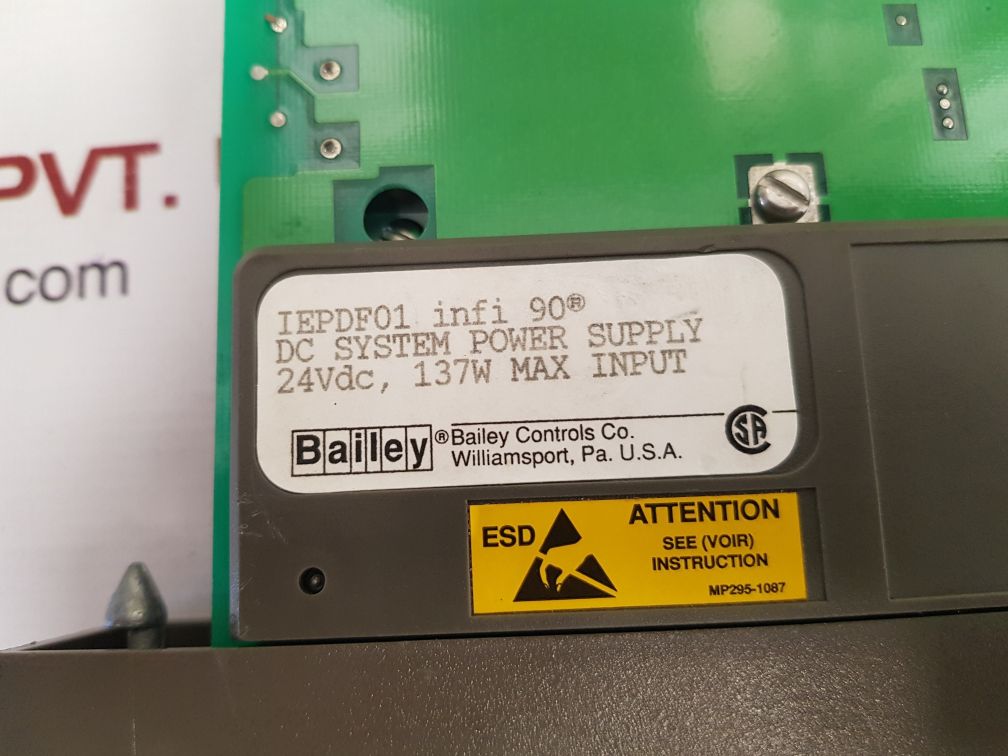 PVT.
.com
IEPDF01 infi 90®
DC SYSTEM POWER SUPPLY
24Vdc, 137W MAX INPUT
Bailey® Bailey Controls Co.
Williamsport, Pa. U.S.A.
CSA
ESD
ATTENTION
SEE (VOIR)
INSTRUCTION
MP295-1087